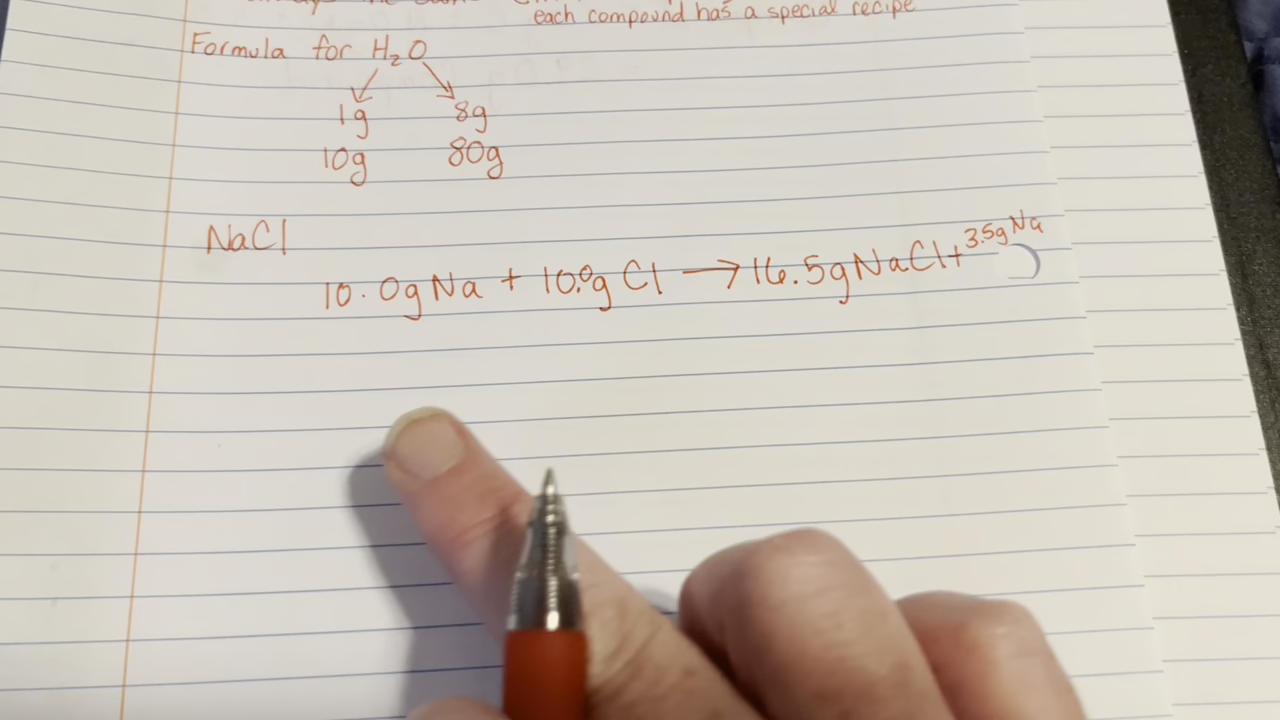 each compound has a special recipe
Formula for H₂O
1g 8g
10g 80g
NaCl
10.0g Na + 10.0g Cl → 16.5g NaCl + 3.5g Na